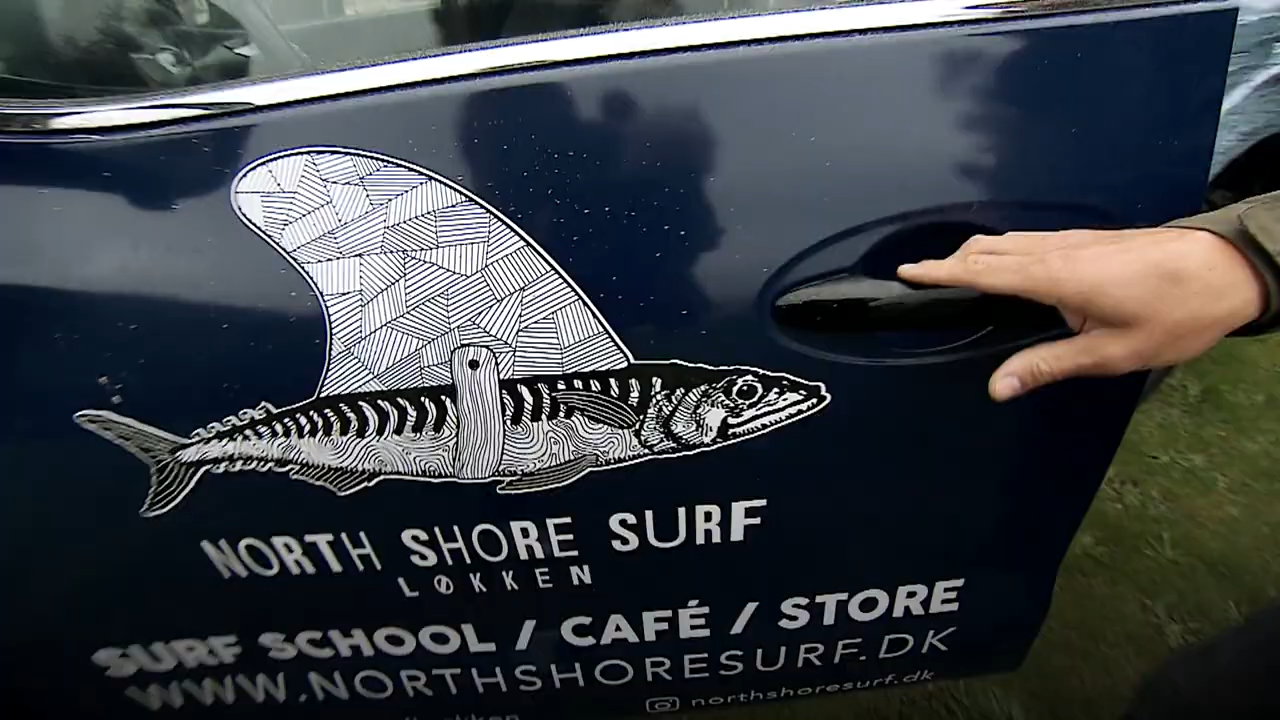 NORTH SHORE SURF
LØKKEN
SURF SCHOOL / CAFÉ / STORE
WWW.NORTHSHORESURF.DK
northshoresurf.dk